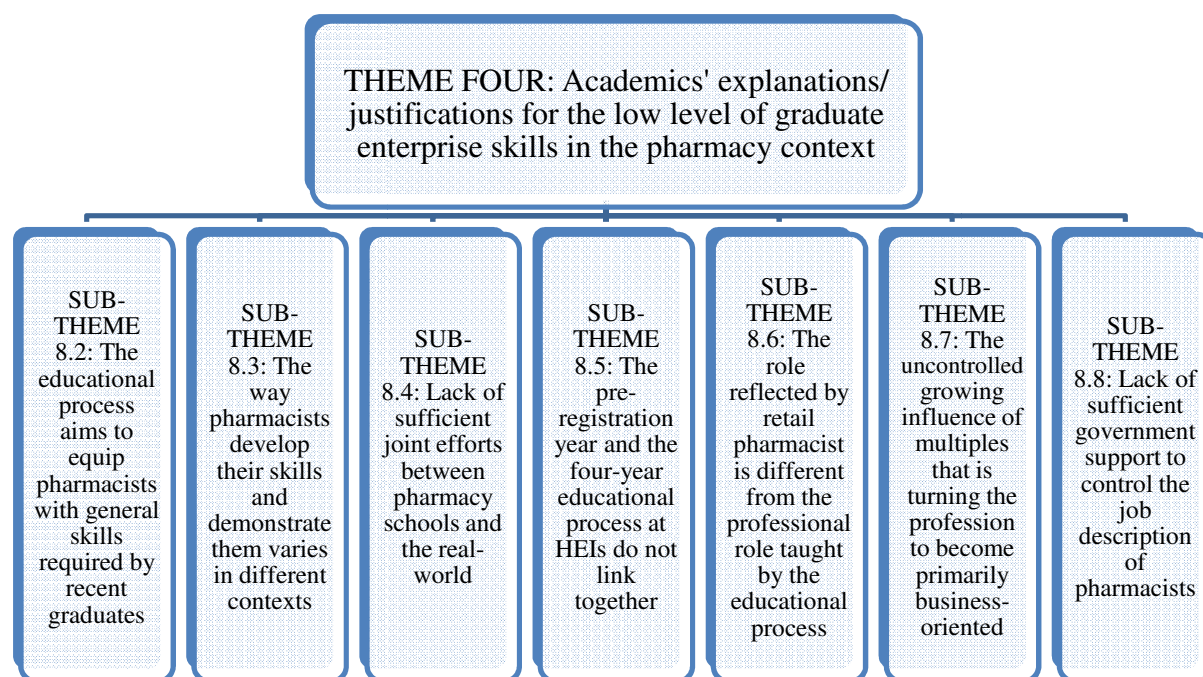 THEME FOUR: Academics' explanations/
justifications for the low level of graduate
enterprise skills in the pharmacy context
SUB-
THEME
8.2: The
educational
process
aims to
equip
pharmacists
with general
skills
required by
recent
graduates
SUB-
THEME
8.3: The
way
pharmacists
develop
their skills
and
demonstrate
them varies
in different
contexts
SUB-
THEME
8.4: Lack of
sufficient
joint efforts
between
pharmacy
schools and
the real-
world
SUB-
THEME
8.5: The
pre-
registration
year and the
four-year
educational
process at
HEIs do not
link
together
SUB-
THEME
8.6: The
role
reflected by
retail
pharmacist
is different
from the
professional
role taught
by the
educational
process
SUB-
THEME
8.7: The
uncontrolled
growing
influence of
multiples
that is
turning the
profession
to become
primarily
business-
oriented
SUB-
THEME
8.8: Lack of
sufficient
government
support to
control the
job
description
of
pharmacists